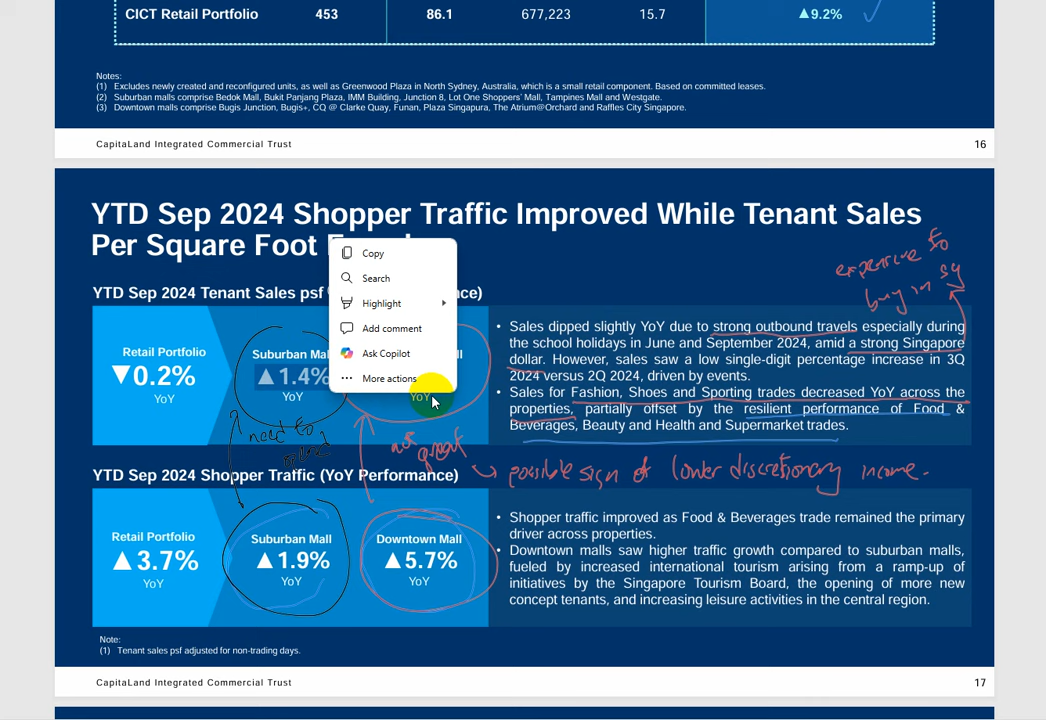 CICT Retail Portfolio 453 86.1 677,223 15.7 ▲9.2%
Notes:
(1) Excludes newly created and reconfigured units, as well as Greenwood Plaza in North Sydney, Australia, which is a small retail component. Based on committed leases.
(2) Suburban malls comprise Bedok Mall, Bukit Panjang Plaza, IMM Building, Junction 8, Lot One Shoppers' Mall, Tampines Mall and Westgate.
(3) Downtown malls comprise Bugis Junction, Bugis+, CQ @ Clarke Quay, Funan, Plaza Singapura, The Atrium@Orchard and Raffles City Singapore.
CapitaLand Integrated Commercial Trust 16
YTD Sep 2024 Shopper Traffic Improved While Tenant Sales
Per Square Foot
expensive to
buy in sg
Copy
Search
Highlight
Add comment
Ask Copilot
More actions
YTD Sep 2024 Tenant Sales psf
Retail Portfolio
▼0.2%
YoY
Suburban Mal
▲1.4%
YoY
YoY
• Sales dipped slightly YoY due to strong outbound travels especially during
the school holidays in June and September 2024, amid a strong Singapore
dollar. However, sales saw a low single-digit percentage increase in 3Q
2024 versus 2Q 2024, driven by events.
• Sales for Fashion, Shoes and Sporting trades decreased YoY across the
properties, partially offset by the resilient performance of Food &
Beverages, Beauty and Health and Supermarket trades.
need to
not great
possible sign of lower discretionary income.
YTD Sep 2024 Shopper Traffic (YoY Performance)
Retail Portfolio
▲3.7%
YoY
Suburban Mall
▲1.9%
YoY
Downtown Mall
▲5.7%
YoY
• Shopper traffic improved as Food & Beverages trade remained the primary
driver across properties.
• Downtown malls saw higher traffic growth compared to suburban malls,
fueled by increased international tourism arising from a ramp-up of
initiatives by the Singapore Tourism Board, the opening of more new
concept tenants, and increasing leisure activities in the central region.
Note:
(1) Tenant sales psf adjusted for non-trading days.
CapitaLand Integrated Commercial Trust 17